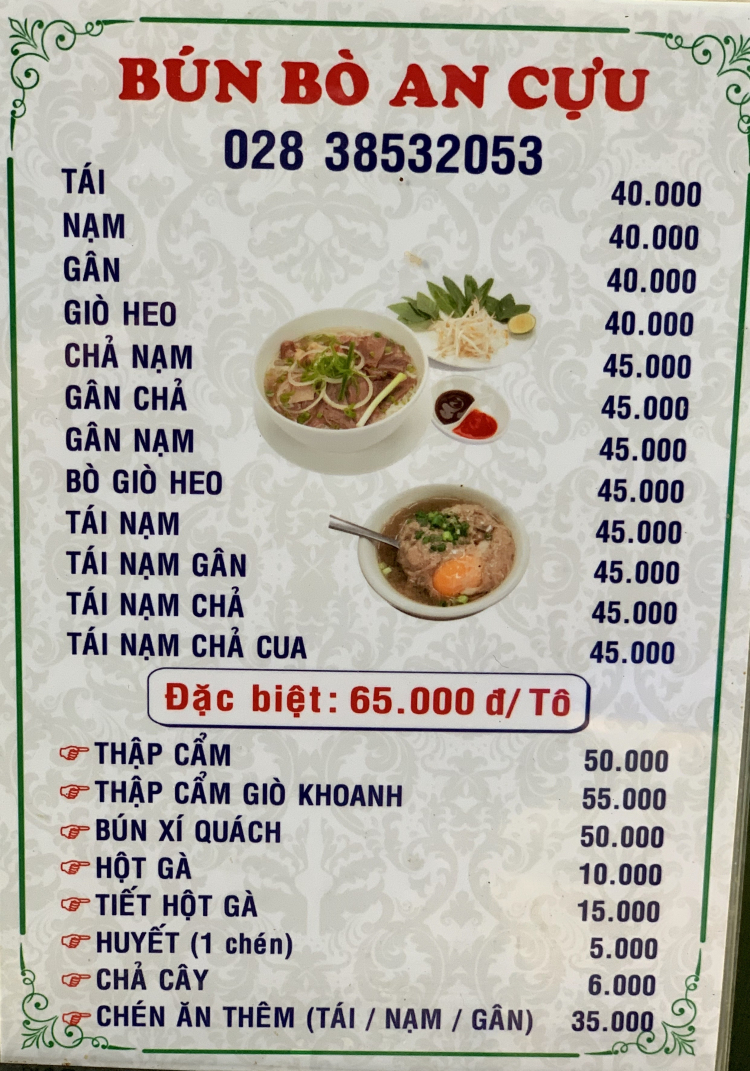 BÚN BÒ AN CỰU
028 38532053
TÁI 40.000
NẠM 40.000
GÂN 40.000
GIÒ HEO 40.000
CHẢ NẠM 45.000
GÂN CHẢ 45.000
GÂN NẠM 45.000
BÒ GIÒ HEO 45.000
TÁI NẠM 45.000
TÁI NẠM GÂN 45.000
TÁI NẠM CHẢ 45.000
TÁI NẠM CHẢ CUA 45.000
Đặc biệt: 65.000 đ/ Tô
THẬP CẨM 50.000
THẬP CẨM GIÒ KHOANH 55.000
BÚN XÍ QUÁCH 50.000
HỘT GÀ 10.000
TIẾT HỘT GÀ 15.000
HUYẾT (1 chén) 5.000
CHẢ CÂY 6.000
CHÉN ĂN THÊM (TÁI / NẠM / GÂN) 35.000